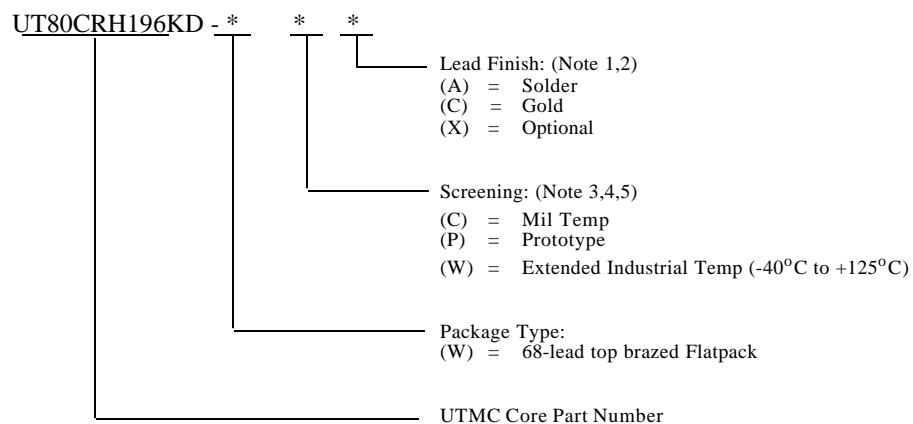 UT80CRH196KD - * * *
Lead Finish: (Note 1,2)
(A) = Solder
(C) = Gold
(X) = Optional
Screening: (Note 3,4,5)
(C) = Mil Temp
(P) = Prototype
(W) = Extended Industrial Temp (-40°C to +125°C)
Package Type:
(W) = 68-lead top brazed Flatpack
UTMC Core Part Number